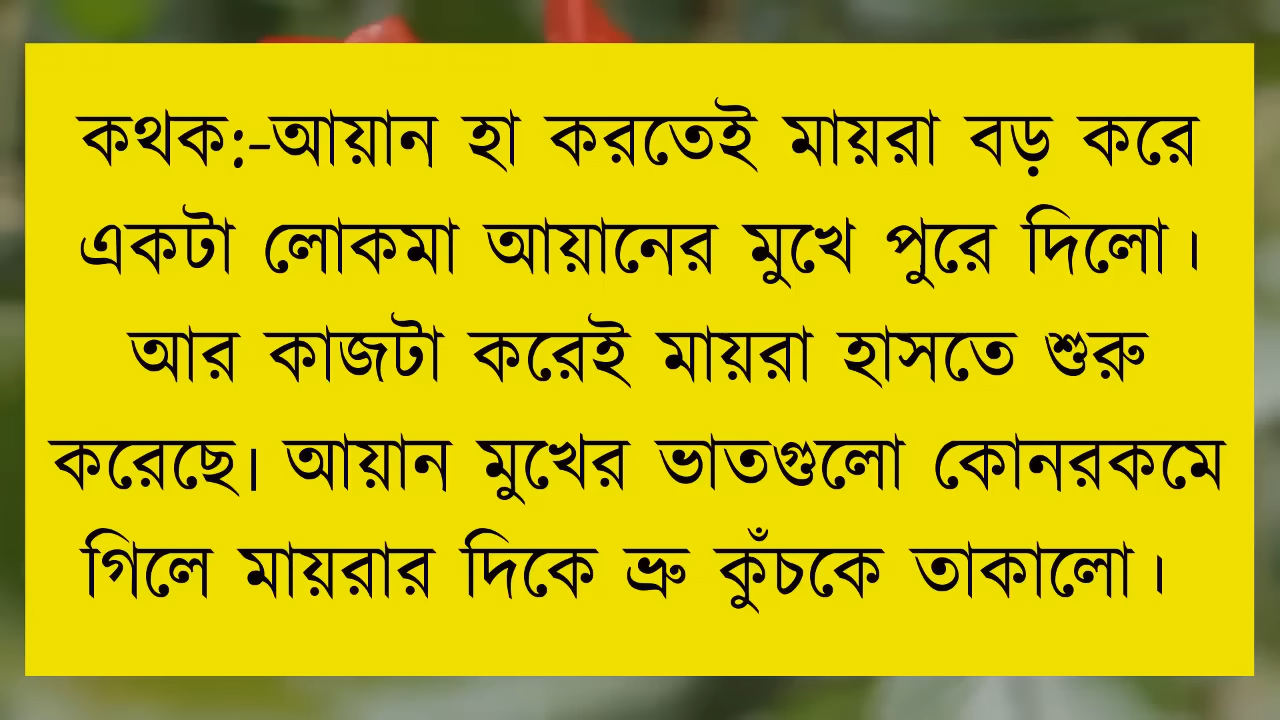 কথক:-আয়ান হা করতেই মায়রা বড় করে
একটা লোকমা আয়ানের মুখে পুরে দিলো।
আর কাজটা করেই মায়রা হাসতে শুরু
করেছে। আয়ান মুখের ভাতগুলো কোনরকমে
গিলে মায়রার দিকে ভ্রু কুঁচকে তাকালো।